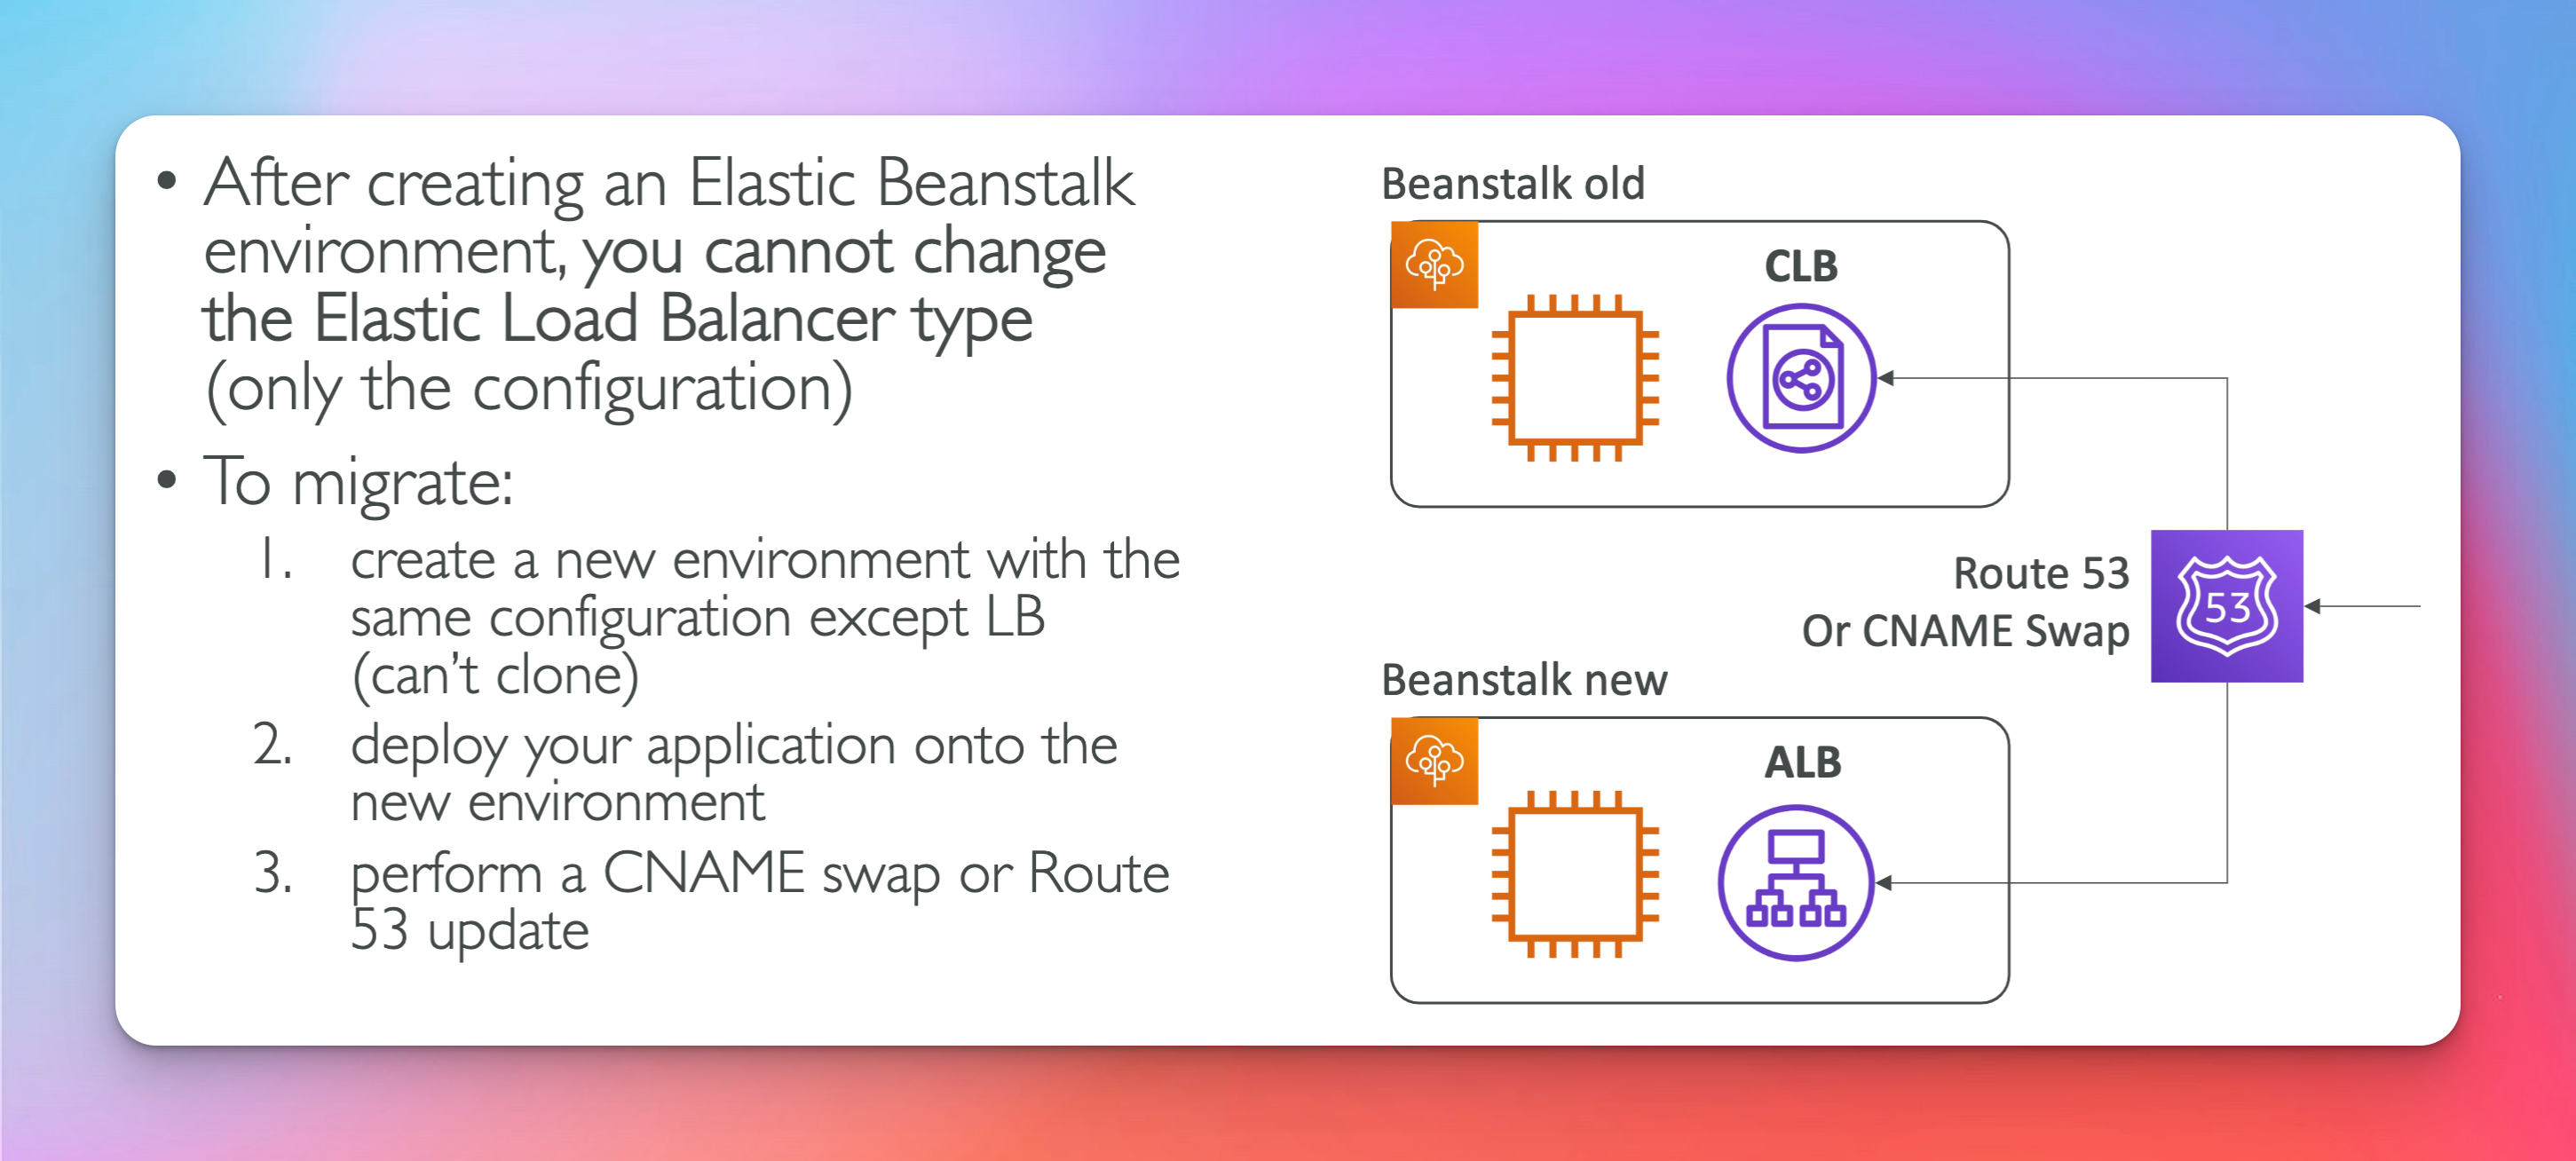 • After creating an Elastic Beanstalk
environment, you cannot change
the Elastic Load Balancer type
(only the configuration)
• To migrate:
1. create a new environment with the
same configuration except LB
(can't clone)
2. deploy your application onto the
new environment
3. perform a CNAME swap or Route
53 update
Beanstalk old
CLB
Route 53
Or CNAME Swap
53
Beanstalk new
ALB